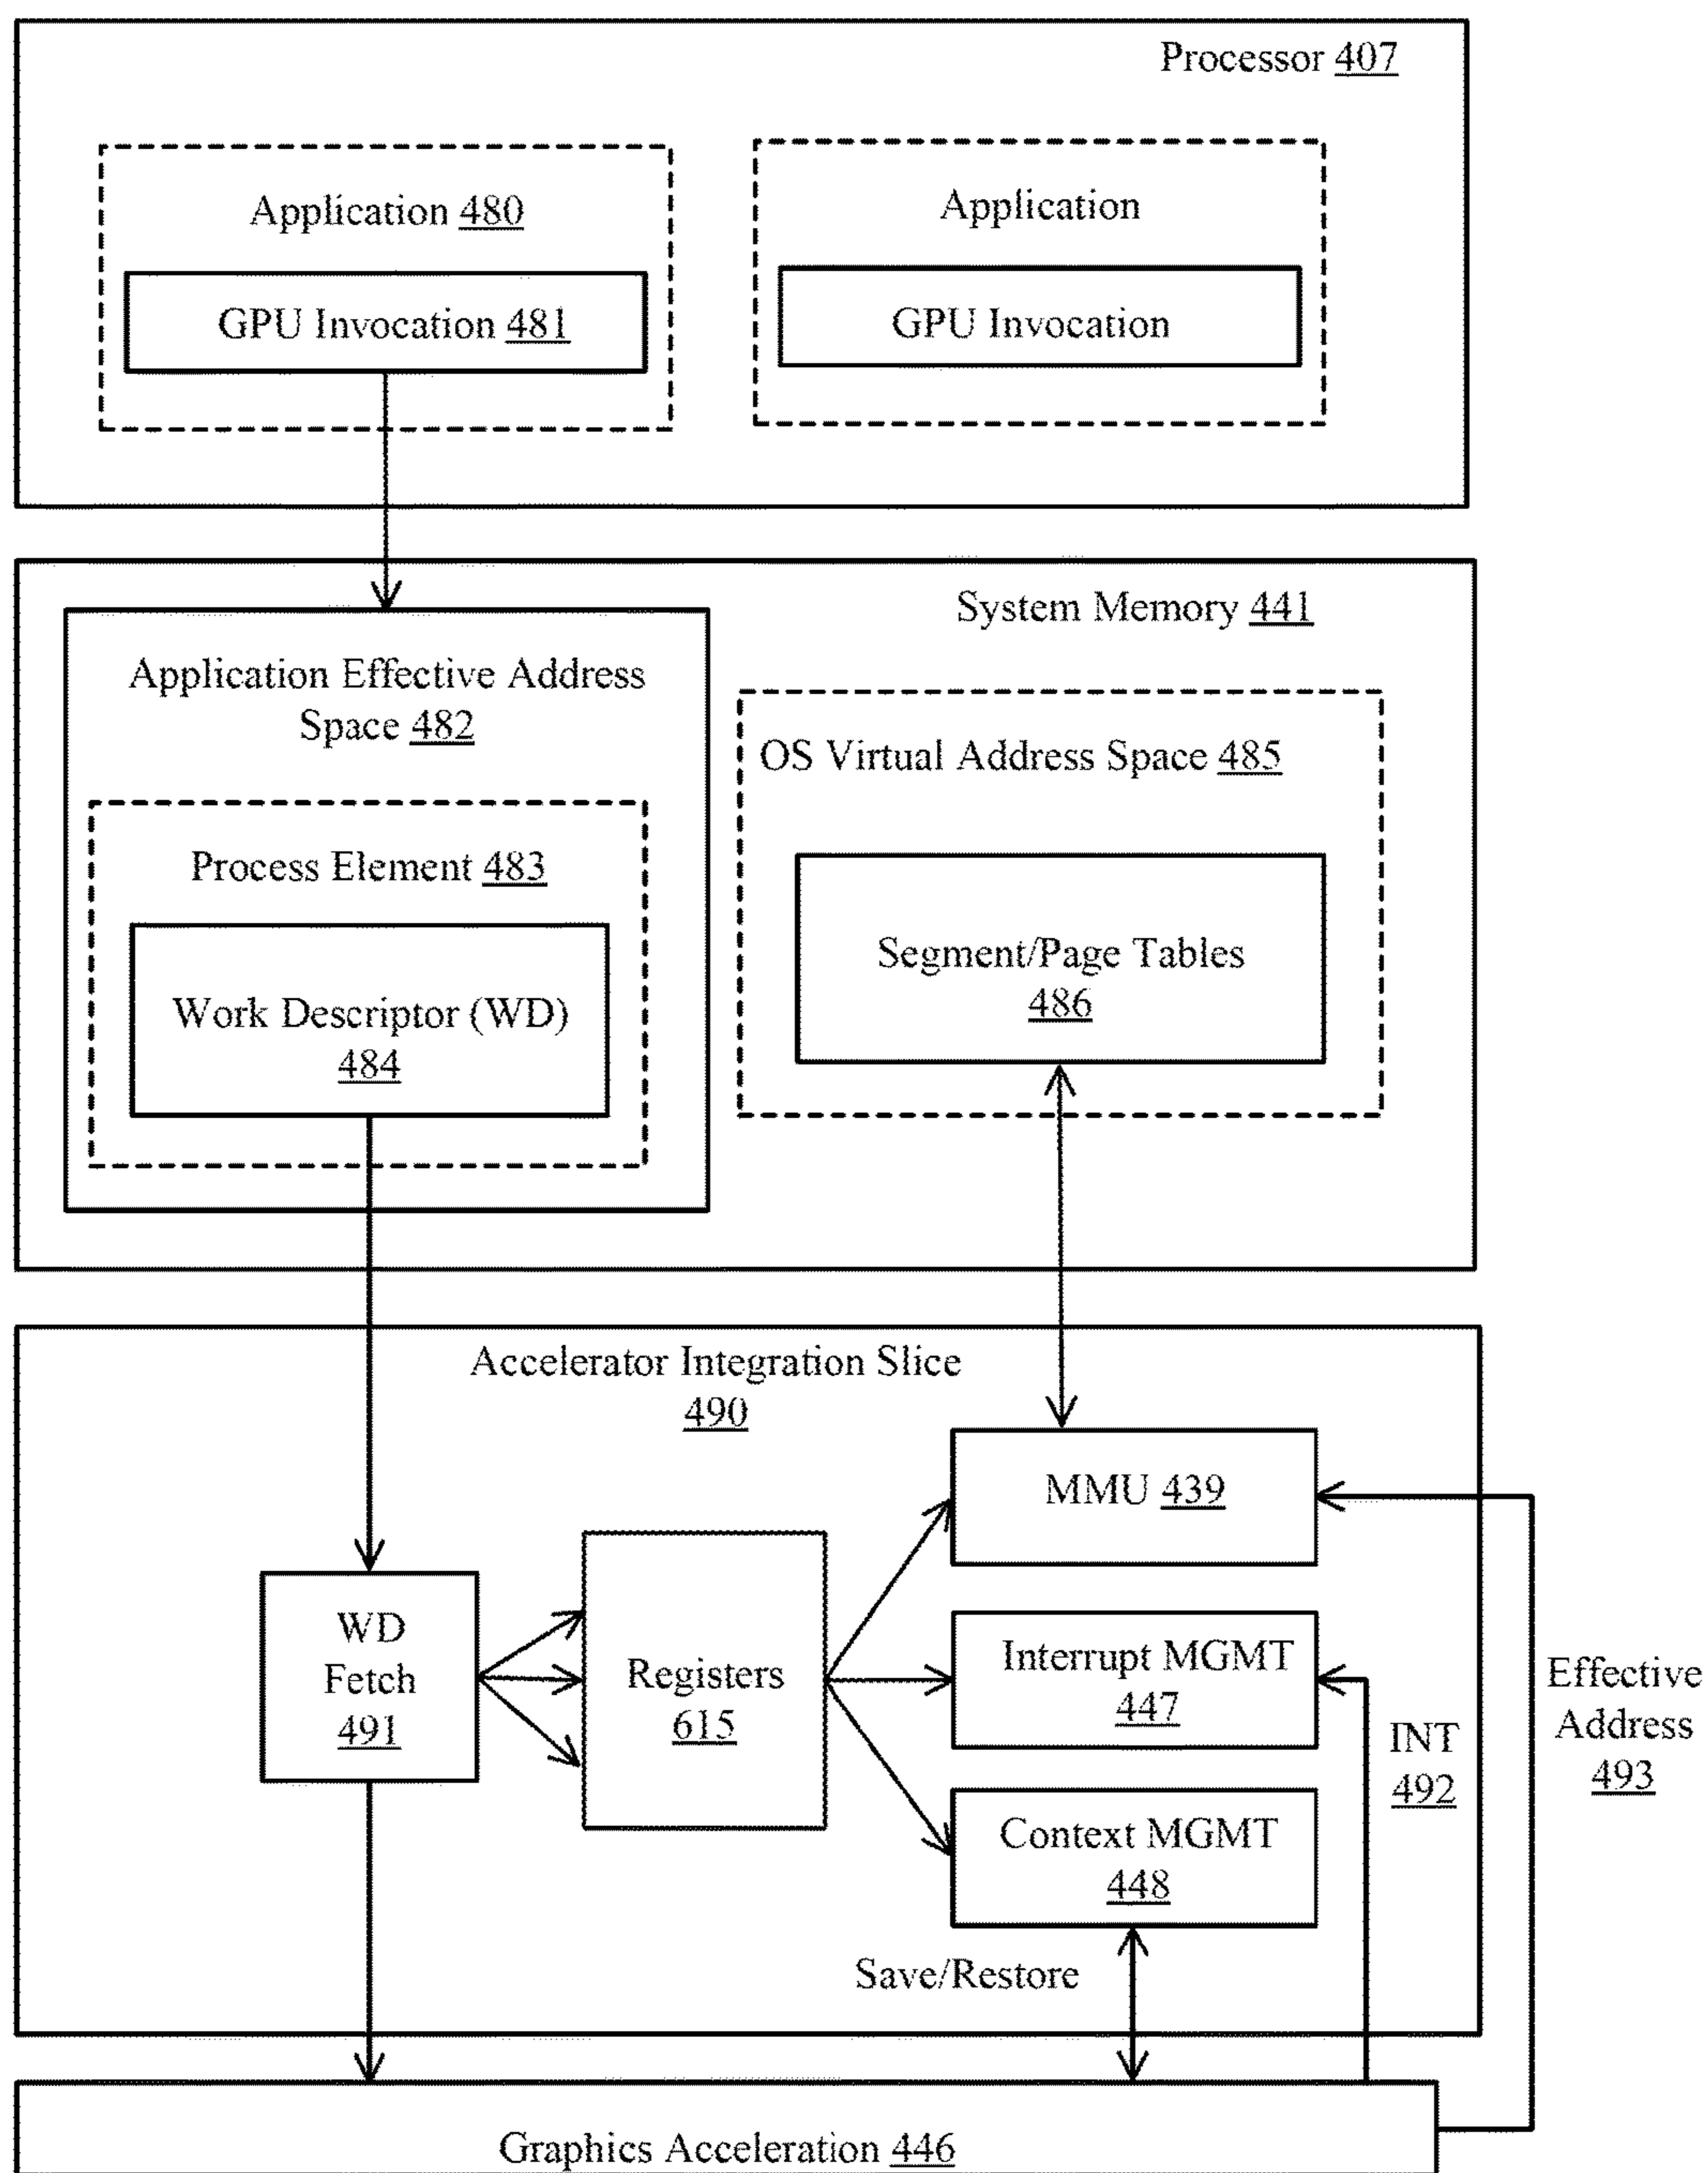 Processor 407
Application 480
GPU Invocation 481
Application
GPU Invocation
System Memory 441
Application Effective Address
Space 482
Process Element 483
Work Descriptor (WD)
484
OS Virtual Address Space 485
Segment/Page Tables
486
Accelerator Integration Slice
490
WD
Fetch
491
Registers
615
MMU 439
Interrupt MGMT
447
Context MGMT
448
Save/Restore
INT
492
Effective
Address
493
Graphics Acceleration 446